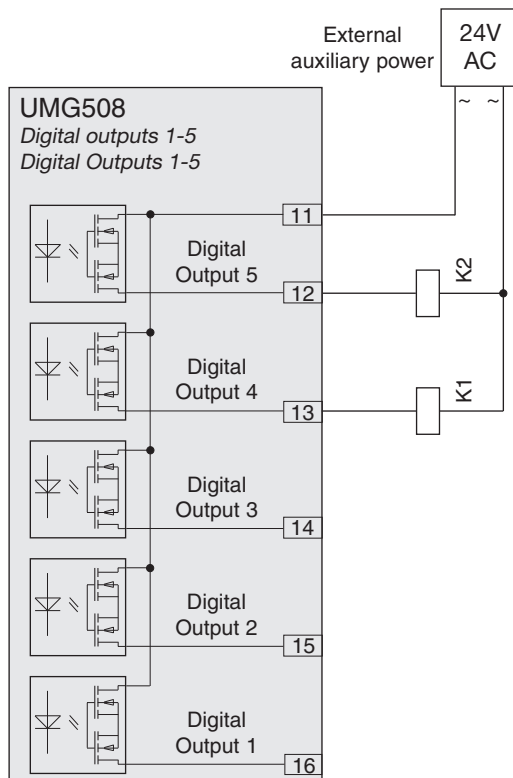 External
auxiliary power
24V
AC
~ ~
UMG508
Digital outputs 1-5
Digital Outputs 1-5
11
Digital
Output 5
12
K2
Digital
Output 4
13
K1
Digital
Output 3
14
Digital
Output 2
15
Digital
Output 1
16